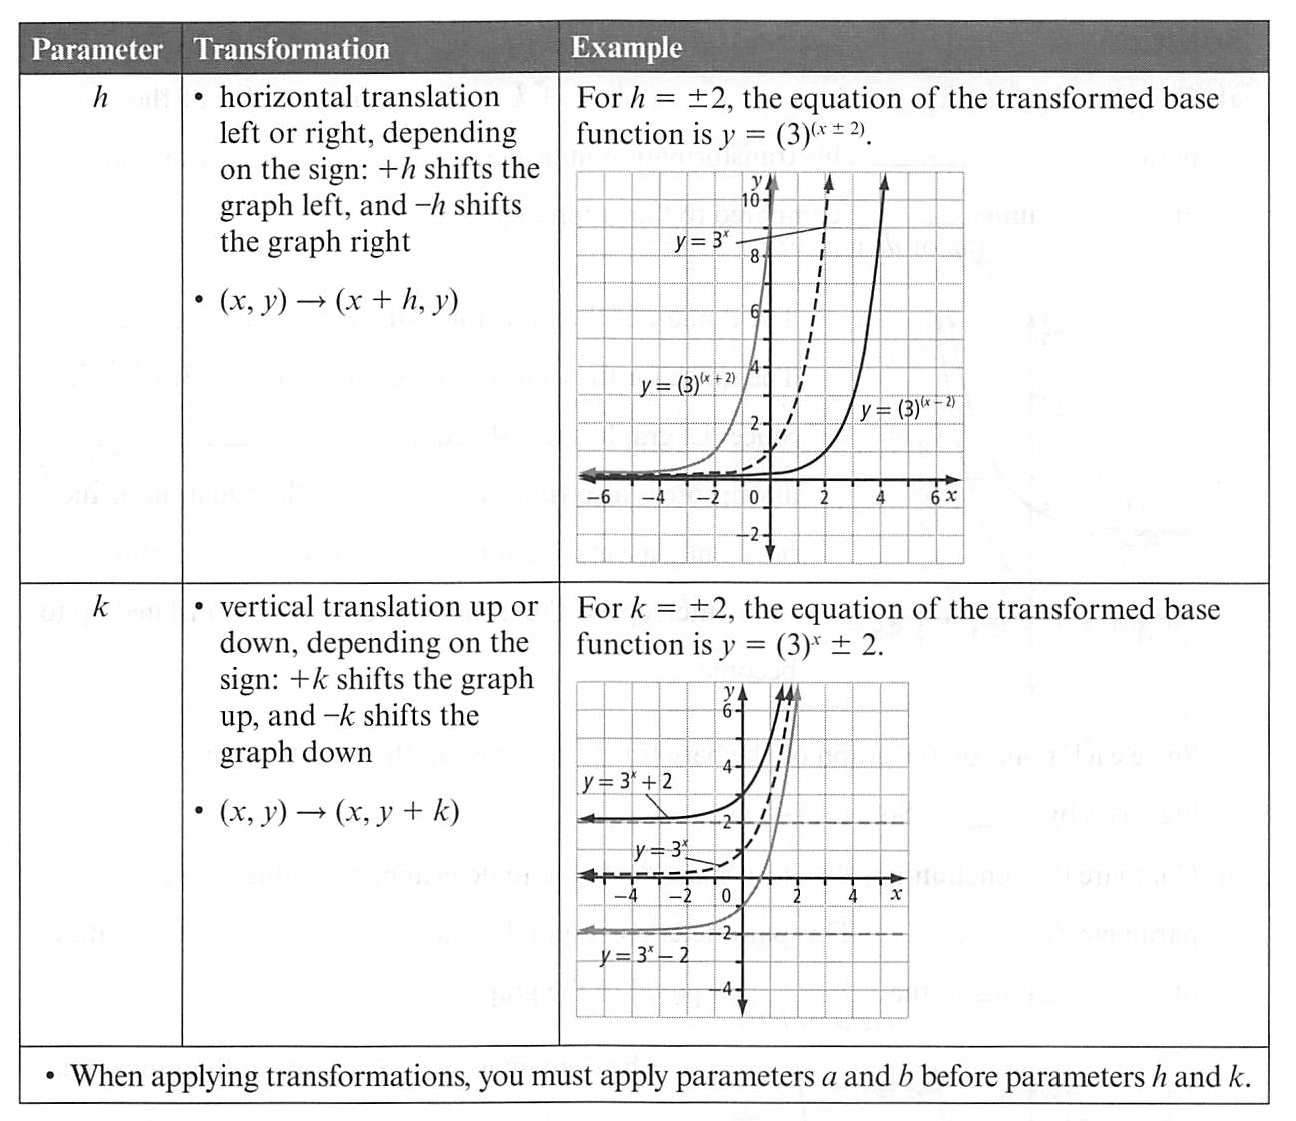 Parameter Transformation Example
h
• horizontal translation
left or right, depending
on the sign: +h shifts the
graph left, and −h shifts
the graph right
• (x, y) → (x + h, y)
For h = ±2, the equation of the transformed base
function is y = (3)⁽ˣ ± ²⁾.
y
10
y = 3ˣ
8
6
4
y = (3)⁽ˣ ⁺ ²⁾
y = (3)⁽ˣ ⁻ ²⁾
2
−6 −4 −2 0 2 4 6 x
−2
k
• vertical translation up or
down, depending on the
sign: +k shifts the graph
up, and −k shifts the
graph down
• (x, y) → (x, y + k)
For k = ±2, the equation of the transformed base
function is y = (3)ˣ ± 2.
y
6
4
y = 3ˣ + 2
2
y = 3ˣ
−4 −2 0 2 4 x
−2
y = 3ˣ − 2
−4
• When applying transformations, you must apply parameters a and b before parameters h and k.